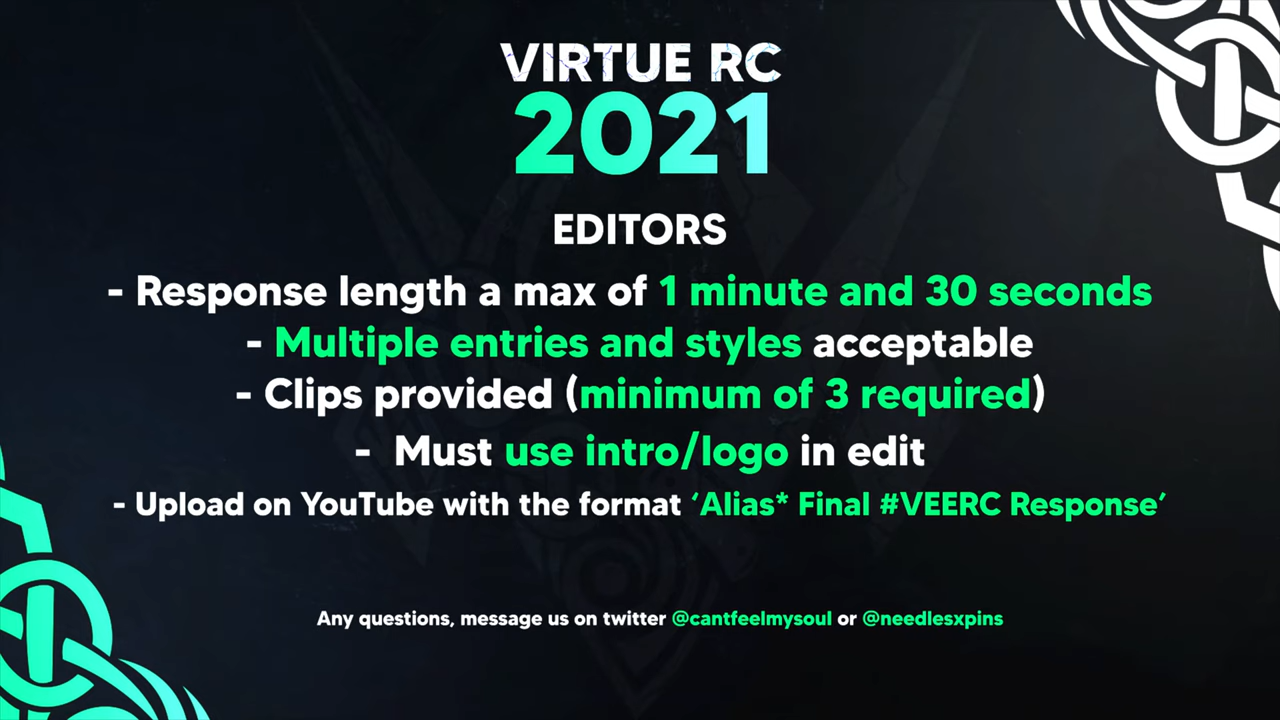 VIRTUE RC
2021
EDITORS
- Response length a max of 1 minute and 30 seconds
- Multiple entries and styles acceptable
- Clips provided (minimum of 3 required)
- Must use intro/logo in edit
- Upload on YouTube with the format ‘Alias* Final #VEERC Response’
Any questions, message us on twitter @cantfeelmysoul or @needlesxpins